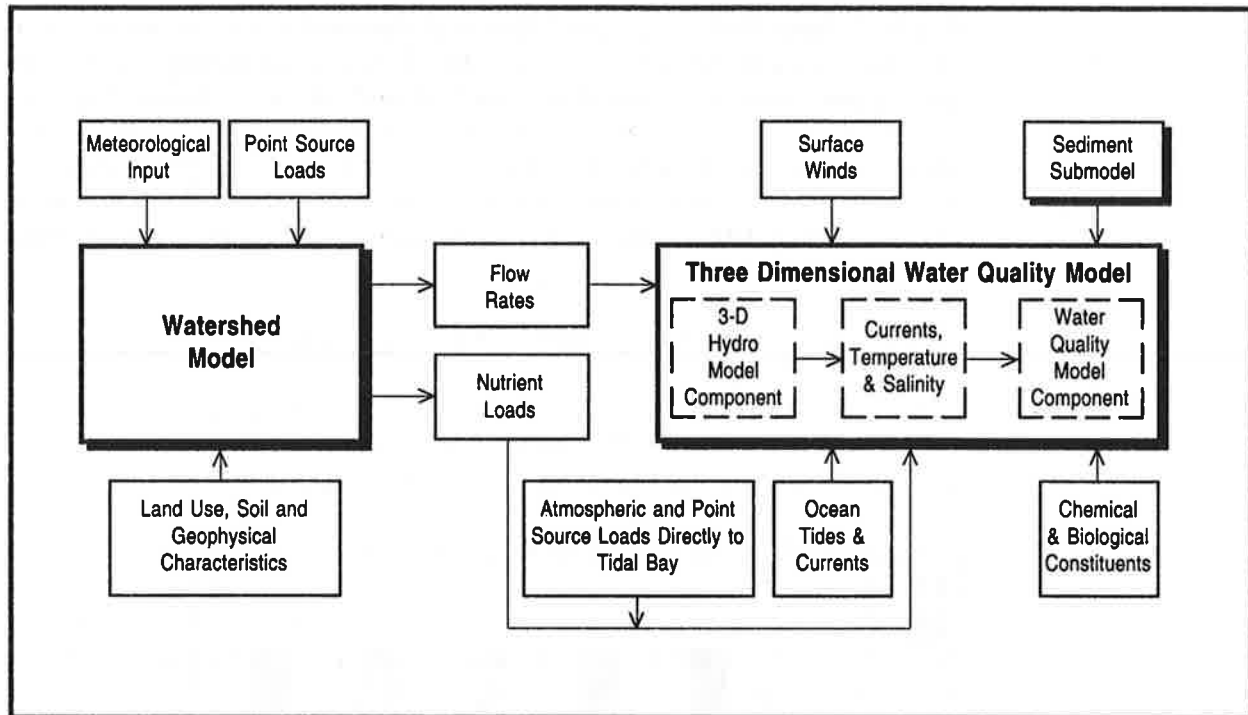 Meteorological
Input
Point Source
Loads
Surface
Winds
Sediment
Submodel
Watershed
Model
Flow
Rates
Nutrient
Loads
Three Dimensional Water Quality Model
3-D
Hydro
Model
Component
Currents,
Temperature
& Salinity
Water
Quality
Model
Component
Land Use, Soil and
Geophysical
Characteristics
Atmospheric and Point
Source Loads Directly to
Tidal Bay
Ocean
Tides &
Currents
Chemical
& Biological
Constituents